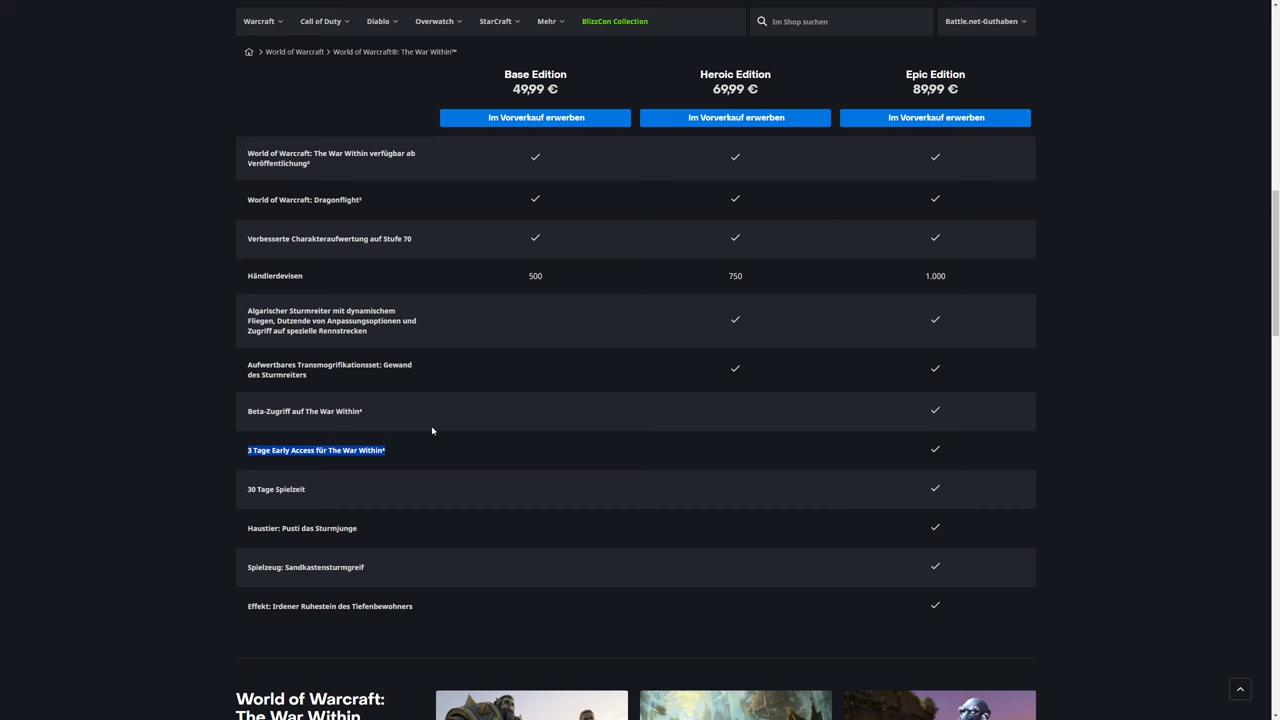 Warcraft Call of Duty Diablo Overwatch StarCraft Mehr BlizzCon Collection Im Shop suchen Battle.net-Guthaben
World of Warcraft World of Warcraft®: The War Within™
Base Edition Heroic Edition Epic Edition
49,99 € 69,99 € 89,99 €
Im Vorverkauf erwerben Im Vorverkauf erwerben Im Vorverkauf erwerben
World of Warcraft: The War Within verfügbar ab
Veröffentlichung²
World of Warcraft: Dragonflight³
Verbesserte Charakteraufwertung auf Stufe 70
Händlerdevisen 500 750 1.000
Algarischer Sturmreiter mit dynamischem
Fliegen, Dutzende von Anpassungsoptionen und
Zugriff auf spezielle Rennstrecken
Aufwertbares Transmogrifikationsset: Gewand
des Sturmreiters
Beta-Zugriff auf The War Within⁴
3 Tage Early Access für The War Within⁴
30 Tage Spielzeit
Haustier: Pusti das Sturmjunge
Spielzeug: Sandkastensturmgreif
Effekt: Irdener Ruhestein des Tiefenbewohners
World of Warcraft:
The War Within